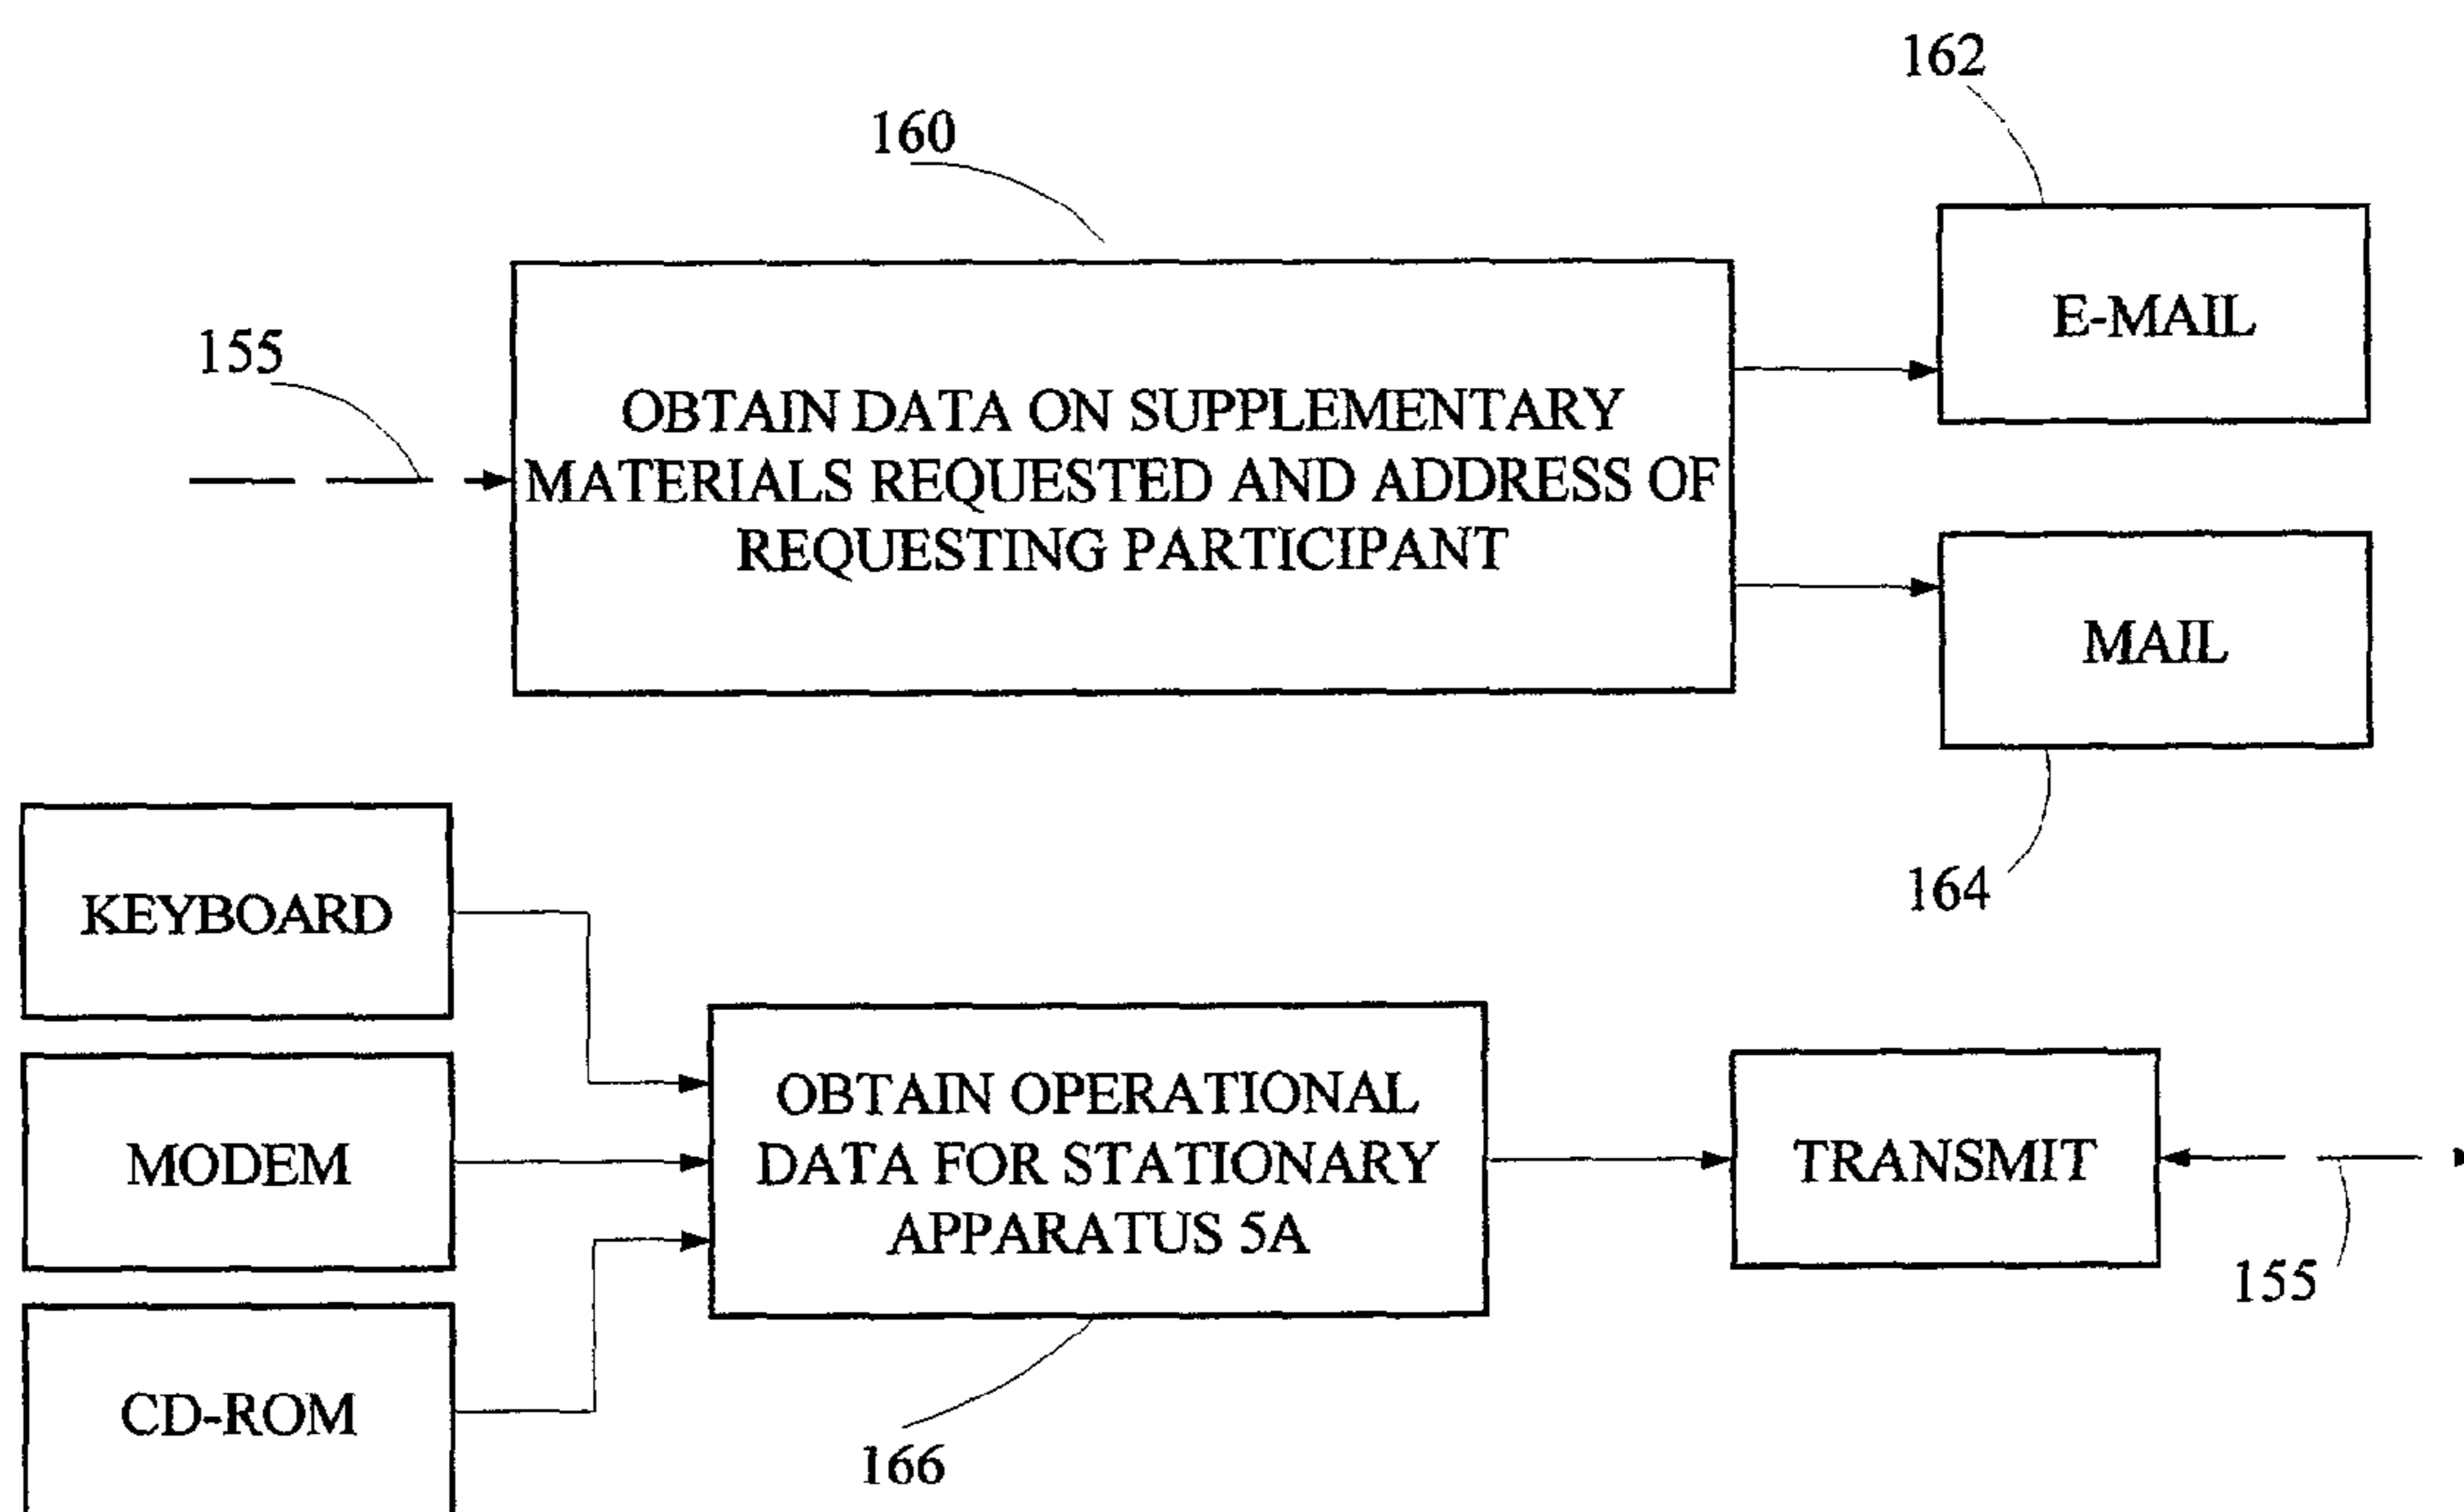 162
160
E-MAIL
155
OBTAIN DATA ON SUPPLEMENTARY
MATERIALS REQUESTED AND ADDRESS OF
REQUESTING PARTICIPANT
MAIL
164
KEYBOARD
MODEM
CD-ROM
OBTAIN OPERATIONAL
DATA FOR STATIONARY
APPARATUS 5A
TRANSMIT
155
166